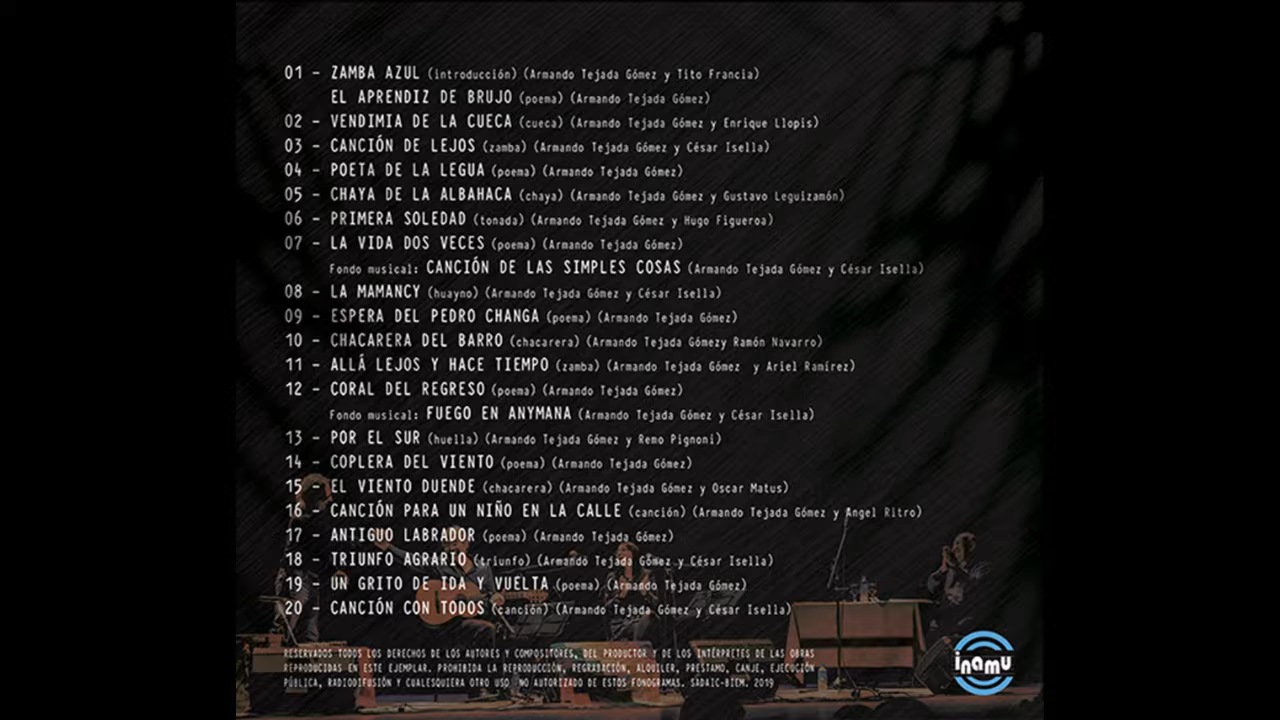 01 - ZAMBA AZUL (introducción) (Armando Tejada Gómez y Tito Francia)
EL APRENDIZ DE BRUJO (poema) (Armando Tejada Gómez)
02 - VENDIMIA DE LA CUECA (cueca) (Armando Tejada Gómez y Enrique Llopis)
03 - CANCIÓN DE LEJOS (zamba) (Armando Tejada Gómez y César Isella)
04 - POETA DE LA LEGUA (poema) (Armando Tejada Gómez)
05 - CHAYA DE LA ALBAHACA (chaya) (Armando Tejada Gómez y Gustavo Leguizamón)
06 - PRIMERA SOLEDAD (tonada) (Armando Tejada Gómez y Hugo Figueroa)
07 - LA VIDA DOS VECES (poema) (Armando Tejada Gómez)
Fondo musical: CANCIÓN DE LAS SIMPLES COSAS (Armando Tejada Gómez y César Isella)
08 - LA MAMANCY (huayno) (Armando Tejada Gómez y César Isella)
09 - ESPERA DEL PEDRO CHANGA (poema) (Armando Tejada Gómez)
10 - CHACARERA DEL BARRO (chacarera) (Armando Tejada Gómezy Ramón Navarro)
11 - ALLÁ LEJOS Y HACE TIEMPO (zamba) (Armando Tejada Gómez y Ariel Ramírez)
12 - CORAL DEL REGRESO (poema) (Armando Tejada Gómez)
Fondo musical: FUEGO EN ANYMANA (Armando Tejada Gómez y César Isella)
13 - POR EL SUR (huella) (Armando Tejada Gómez y Remo Pignoni)
14 - COPLERA DEL VIENTO (poema) (Armando Tejada Gómez)
15 - EL VIENTO DUENDE (chacarera) (Armando Tejada Gómez y Oscar Matus)
16 - CANCIÓN PARA UN NIÑO EN LA CALLE (canción) (Armando Tejada Gómez y Angel Ritro)
17 - ANTIGUO LABRADOR (poema) (Armando Tejada Gómez)
18 - TRIUNFO AGRARIO (triunfo) (Armando Tejada Gómez y César Isella)
19 - UN GRITO DE IDA Y VUELTA (poema) (Armando Tejada Gómez)
20 - CANCIÓN CON TODOS (canción) (Armando Tejada Gómez y César Isella)
RESERVADOS TODOS LOS DERECHOS DE LOS AUTORES Y COMPOSITORES, DEL PRODUCTOR Y DE LOS INTÉRPRETES DE LAS OBRAS
REPRODUCIDAS EN ESTE EJEMPLAR. PROHIBIDA LA REPRODUCCIÓN, REGRABACIÓN, ALQUILER, PRÉSTAMO, CANJE, EJECUCIÓN
PÚBLICA, RADIODIFUSIÓN Y CUALESQUIERA OTRO USO NO AUTORIZADO DE ESTOS FONOGRAMAS. SADAIC-BIEM. 2019
inamu